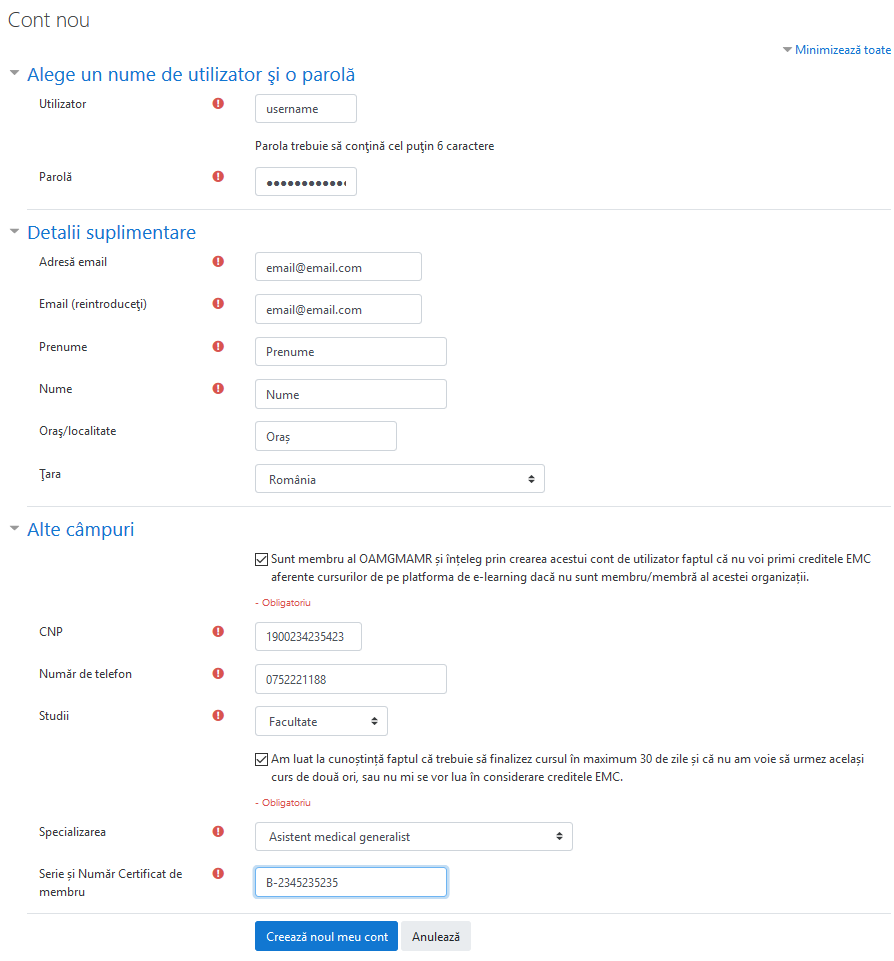 Cont nou
Minimizează toate
Alege un nume de utilizator şi o parolă
Utilizator
username
Parola trebuie să conţină cel puţin 6 caractere
Parolă
Detalii suplimentare
Adresă email
email@email.com
Email (reintroduceţi)
email@email.com
Prenume
Prenume
Nume
Nume
Oraş/localitate
Oraș
Ţara
România
Alte câmpuri
Sunt membru al OAMGMAMR și înțeleg prin crearea acestui cont de utilizator faptul că nu voi primi creditele EMC
aferente cursurilor de pe platforma de e-learning dacă nu sunt membru/membră al acestei organizații.
- Obligatoriu
CNP
1900234235423
Număr de telefon
0752221188
Studii
Facultate
Am luat la cunoștință faptul că trebuie să finalizez cursul în maximum 30 de zile și că nu am voie să urmez același
curs de două ori, sau nu mi se vor lua în considerare creditele EMC.
- Obligatoriu
Specializarea
Asistent medical generalist
Serie și Număr Certificat de
membru
B-2345235235
Creează noul meu cont
Anulează